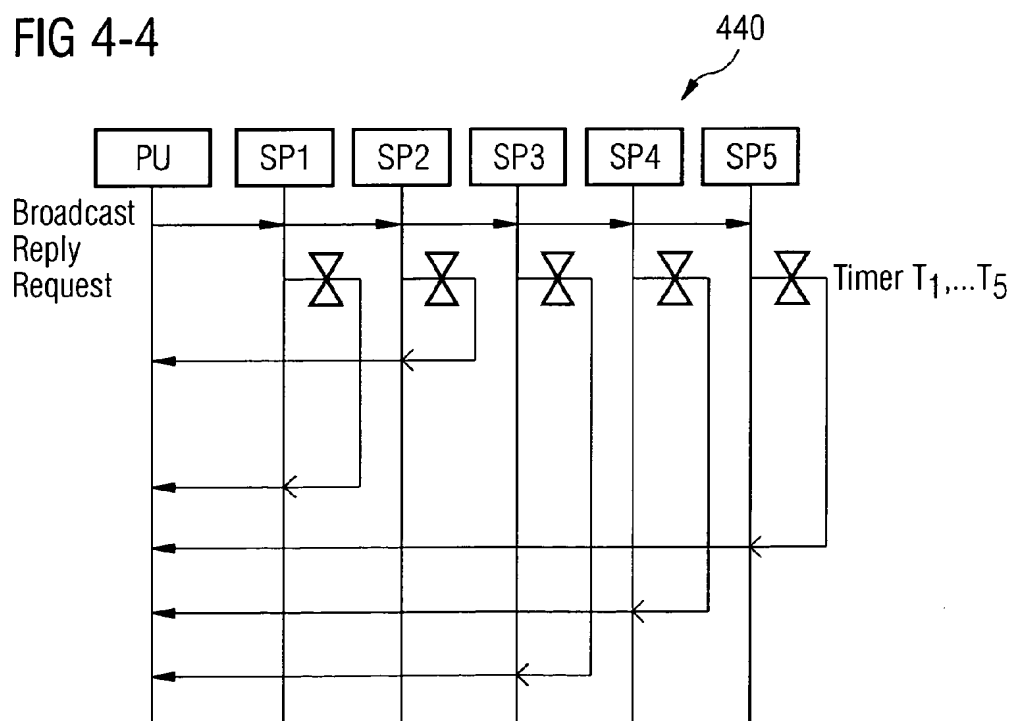 FIG 4-4
440
PU
SP1
SP2
SP3
SP4
SP5
Broadcast
Reply
Request
Timer T1,...T5